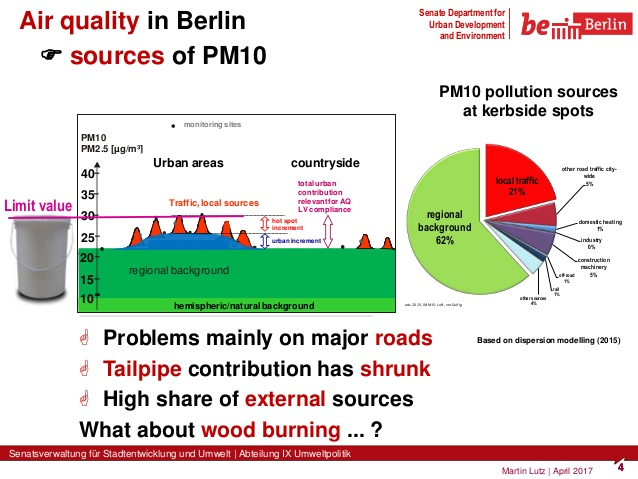 Air quality in Berlin
☞ sources of PM10
Senate Department for
Urban Development
and Environment
be Berlin
PM10 pollution sources
at kerbside spots
• monitoring sites
PM10
PM2.5 [µg/m³]
Urban areas
countryside
40
35
30
25
20
15
10
Limit value
Traffic, local sources
total urban
contribution
relevant for AQ
LV compliance
hot spot
increment
urban increment
regional background
hemispheric/natural background
local traffic
21%
other road traffic city-
wide
5%
domestic heating
1%
industry
0%
construction
machinery
5%
off-road
1%
rail
1%
other sources
4%
regional
background
62%
Based on dispersion modelling (2015)
Problems mainly on major roads
Tailpipe contribution has shrunk
High share of external sources
What about wood burning ... ?
Senatsverwaltung für Stadtentwicklung und Umwelt | Abteilung IX Umweltpolitik
Martin Lutz | April 2017
4